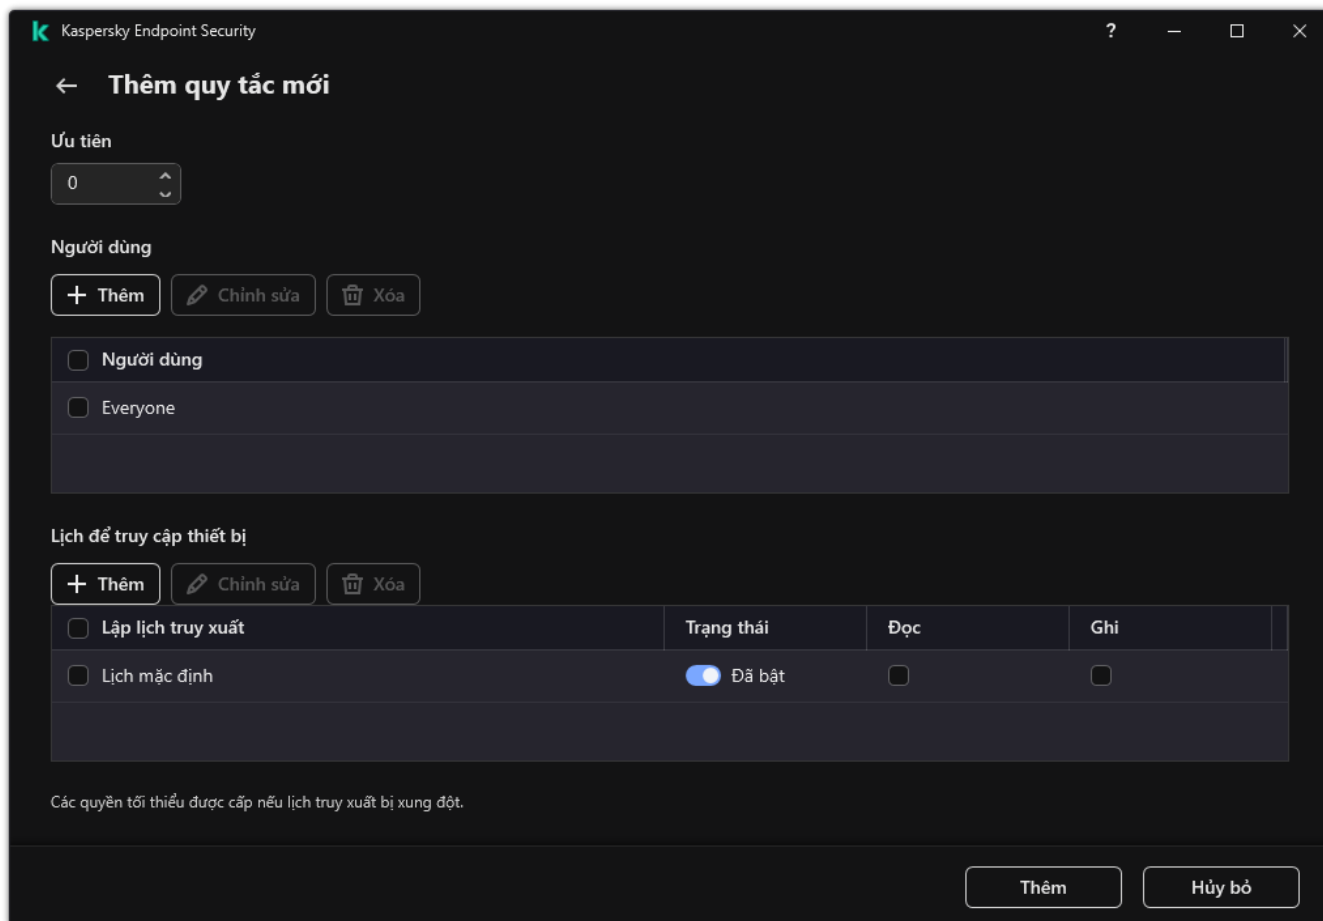 Kaspersky Endpoint Security ?
Thêm quy tắc mới
Ưu tiên
0
Người dùng
Thêm Chỉnh sửa Xóa
Người dùng
Everyone
Lịch để truy cập thiết bị
Thêm Chỉnh sửa Xóa
Lập lịch truy xuất Trạng thái Đọc Ghi
Lịch mặc định Đã bật
Các quyền tối thiểu được cấp nếu lịch truy xuất bị xung đột.
Thêm Hủy bỏ